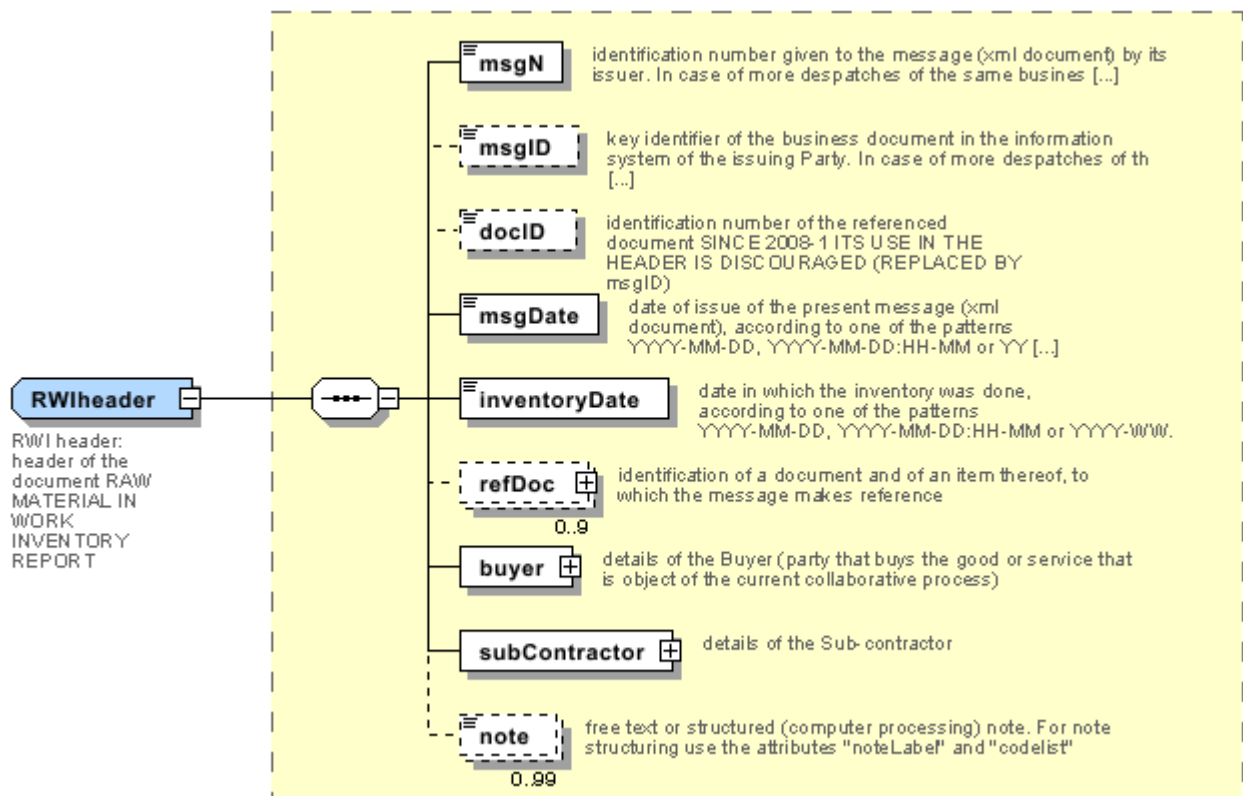 msgN
identification number given to the message (xml document) by its
issuer. In case of more despatches of the same busines [...]
msgID
key identifier of the business document in the information
system of the issuing Party. In case of more despatches of th
[...]
docID
identification number of the referenced
document SINCE 2008-1 ITS USE IN THE
HEADER IS DISCOURAGED (REPLACED BY
msgID)
msgDate
date of issue of the present message (xml
document), according to one of the patterns
YYYY-MM-DD, YYYY-MM-DD:HH-MM or YY [...]
RWIheader
RWI header:
header of the
document RAW
MATERIAL IN
WORK
INVENTORY
REPORT
inventoryDate
date in which the inventory was done,
according to one of the patterns
YYYY-MM-DD, YYYY-MM-DD:HH-MM or YYYY-WW.
refDoc
0..9
identification of a document and of an item thereof, to
which the message makes reference
buyer
details of the Buyer (party that buys the good or service that
is object of the current collaborative process)
subContractor
details of the Sub-contractor
note
0..99
free text or structured (computer processing) note. For note
structuring use the attributes "noteLabel" and "codelist"